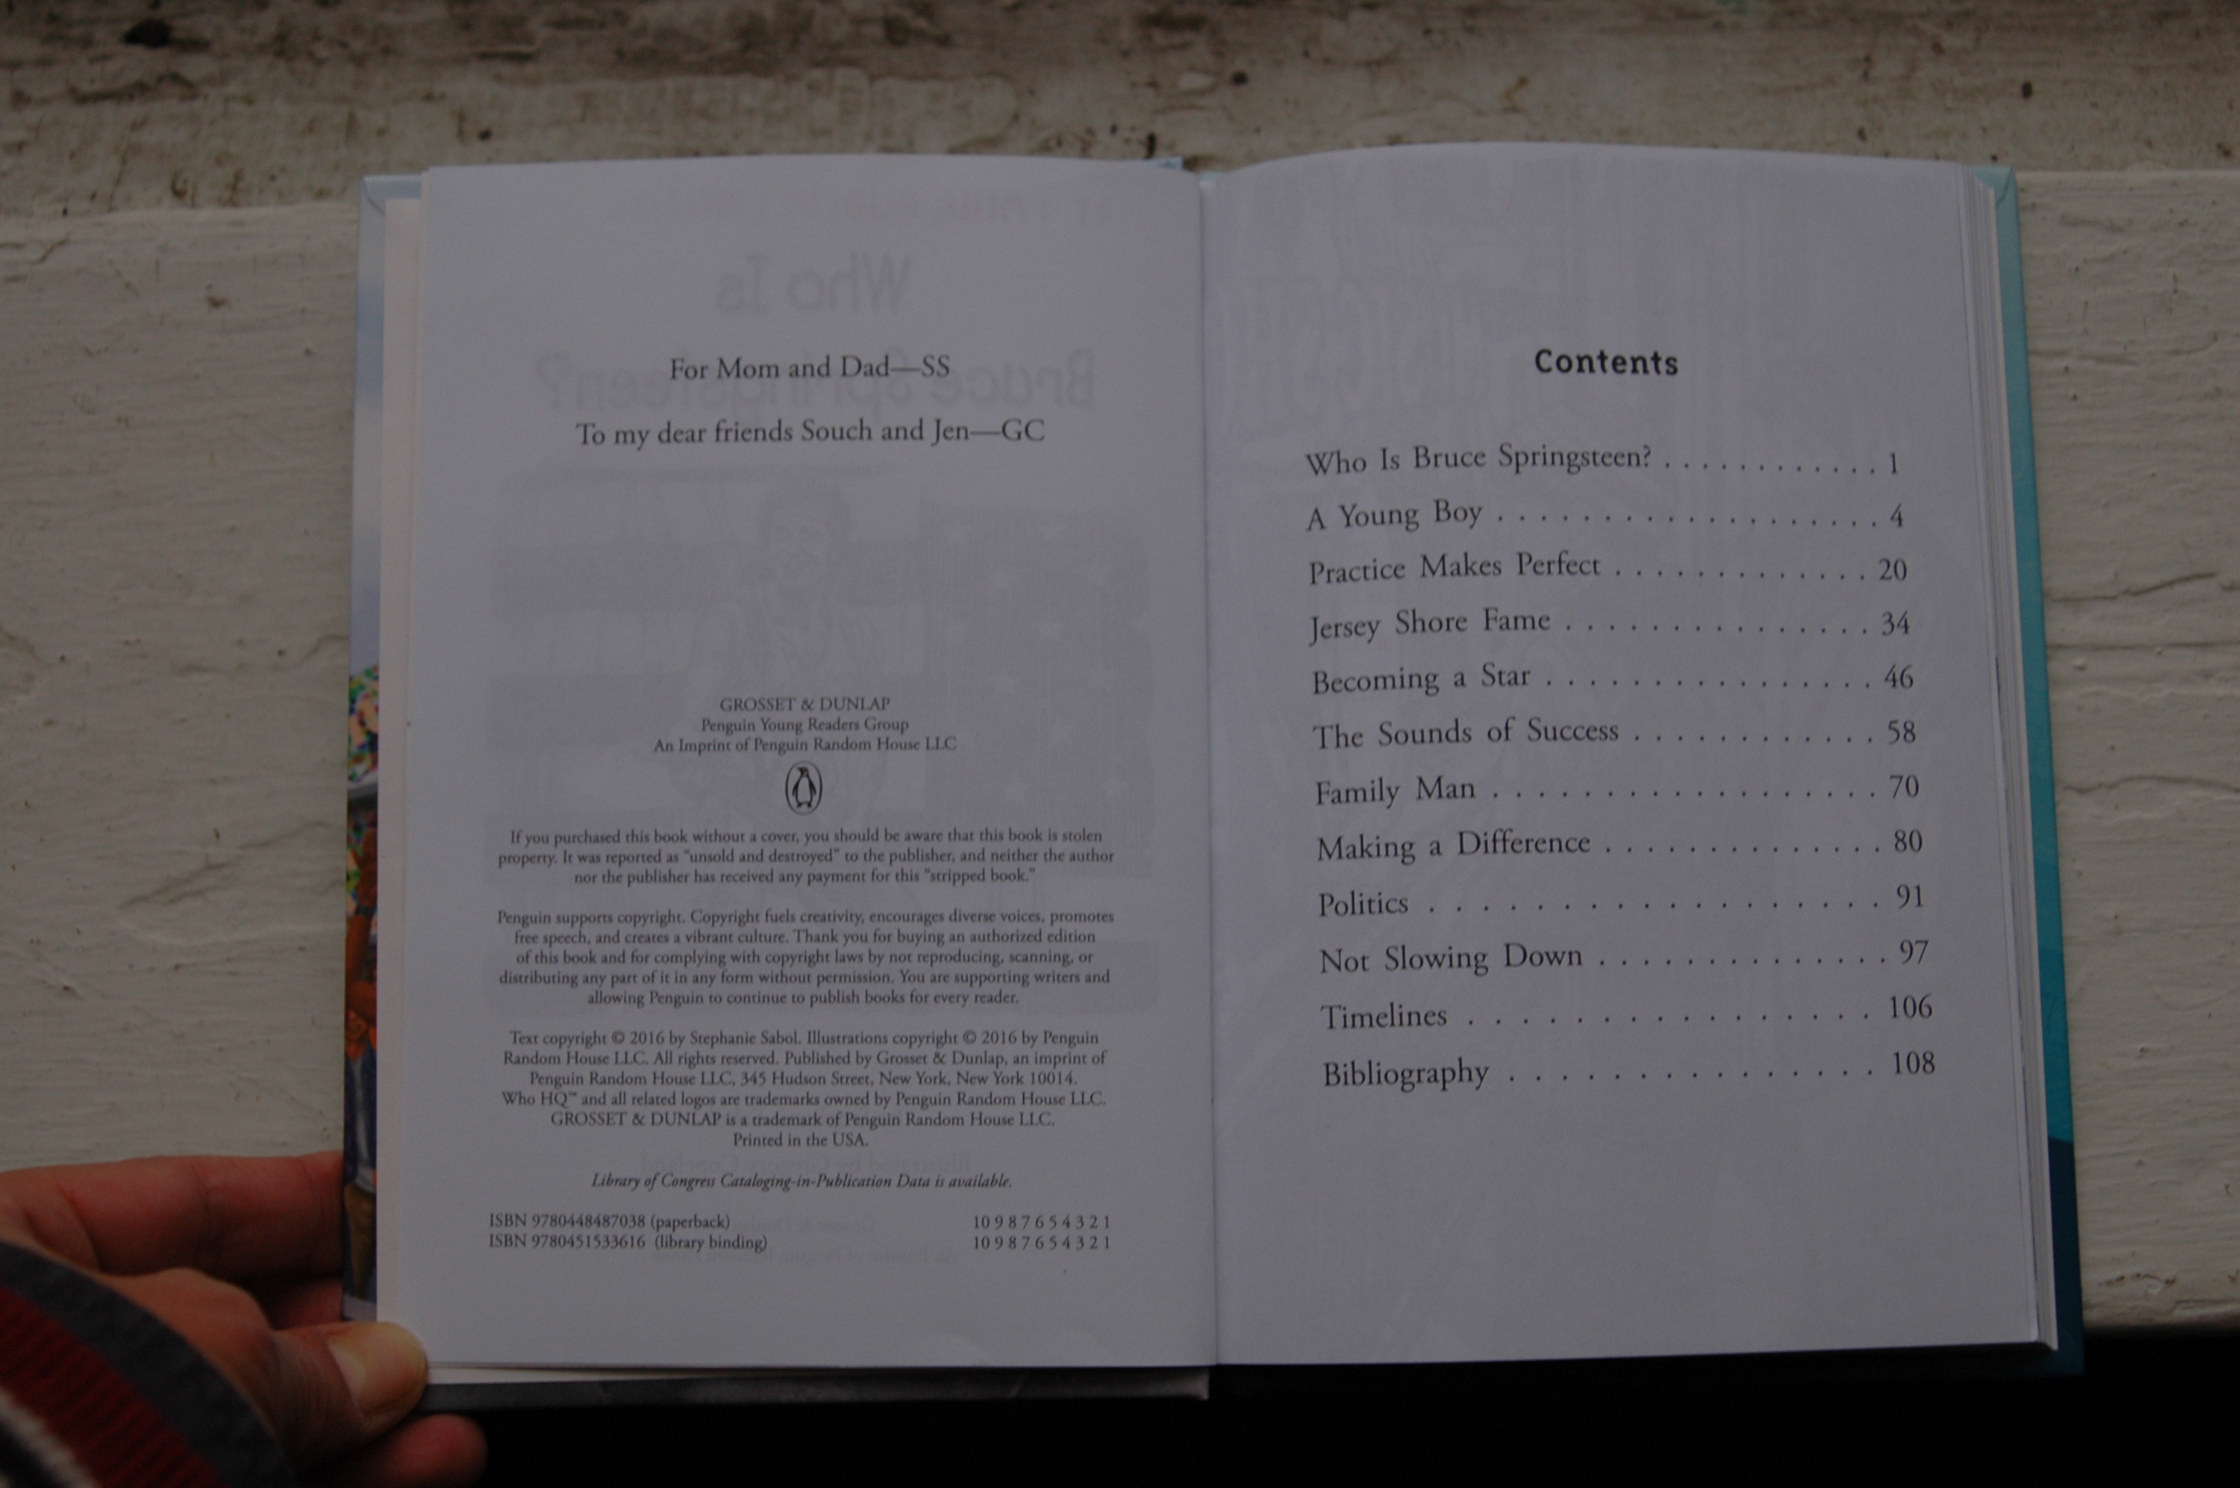 For Mom and Dad—SS
To my dear friends Souch and Jen—GC
GROSSET & DUNLAP
Penguin Young Readers Group
An Imprint of Penguin Random House LLC
If you purchased this book without a cover, you should be aware that this book is stolen
property. It was reported as "unsold and destroyed" to the publisher, and neither the author
nor the publisher has received any payment for this "stripped book."
Penguin supports copyright. Copyright fuels creativity, encourages diverse voices, promotes
free speech, and creates a vibrant culture. Thank you for buying an authorized edition
of this book and for complying with copyright laws by not reproducing, scanning, or
distributing any part of it in any form without permission. You are supporting writers and
allowing Penguin to continue to publish books for every reader.
Text copyright © 2016 by Stephanie Sabol. Illustrations copyright © 2016 by Penguin
Random House LLC. All rights reserved. Published by Grosset & Dunlap, an imprint of
Penguin Random House LLC, 345 Hudson Street, New York, New York 10014.
Who HQ™ and all related logos are trademarks owned by Penguin Random House LLC.
GROSSET & DUNLAP is a trademark of Penguin Random House LLC.
Printed in the USA.
Library of Congress Cataloging-in-Publication Data is available.
ISBN 9780448487038 (paperback) 10 9 8 7 6 5 4 3 2 1
ISBN 9780451533616 (library binding) 10 9 8 7 6 5 4 3 2 1
Contents
Who Is Bruce Springsteen? . . . . . . . . . . . . 1
A Young Boy . . . . . . . . . . . . . . . . . . . 4
Practice Makes Perfect . . . . . . . . . . . . . 20
Jersey Shore Fame . . . . . . . . . . . . . . . 34
Becoming a Star . . . . . . . . . . . . . . . . 46
The Sounds of Success . . . . . . . . . . . . 58
Family Man . . . . . . . . . . . . . . . . . . 70
Making a Difference . . . . . . . . . . . . . 80
Politics . . . . . . . . . . . . . . . . . . 91
Not Slowing Down . . . . . . . . . . . . . . 97
Timelines . . . . . . . . . . . . . . . . 106
Bibliography . . . . . . . . . . . . . . . 108